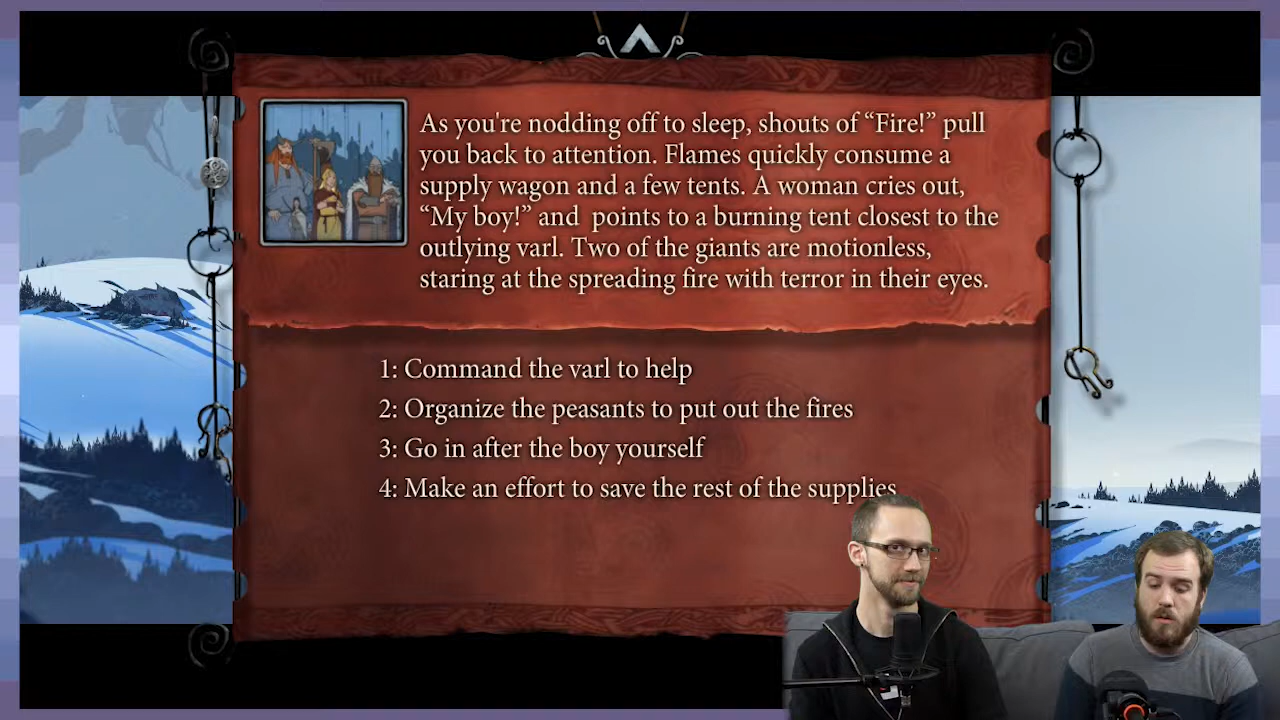 As you're nodding off to sleep, shouts of “Fire!” pull
you back to attention. Flames quickly consume a
supply wagon and a few tents. A woman cries out,
“My boy!” and points to a burning tent closest to the
outlying varl. Two of the giants are motionless,
staring at the spreading fire with terror in their eyes.
1: Command the varl to help
2: Organize the peasants to put out the fires
3: Go in after the boy yourself
4: Make an effort to save the rest of the supplies